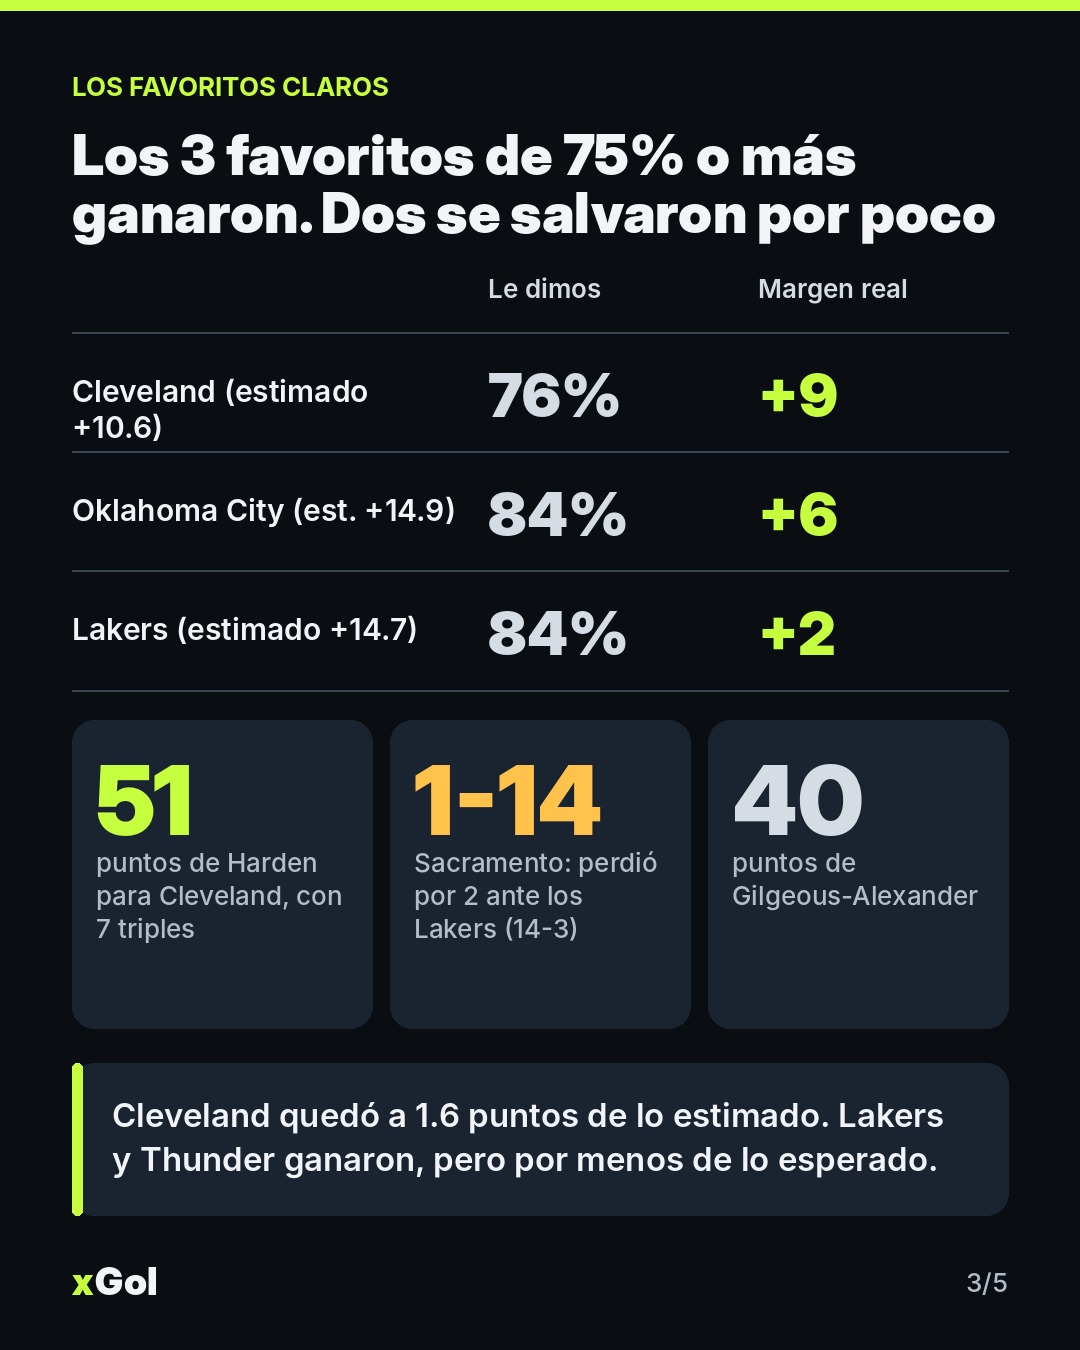 LOS FAVORITOS CLAROS
Los 3 favoritos de 75% o más
ganaron. Dos se salvaron por poco
Le dimos
Margen real
Cleveland (estimado
+10.6)
76%
+9
Oklahoma City (est. +14.9)
84%
+6
Lakers (estimado +14.7)
84%
+2
51
puntos de Harden
para Cleveland, con
7 triples
1-14
Sacramento: perdió
por 2 ante los
Lakers (14-3)
40
puntos de
Gilgeous-Alexander
Cleveland quedó a 1.6 puntos de lo estimado. Lakers
y Thunder ganaron, pero por menos de lo esperado.
xGol
3/5